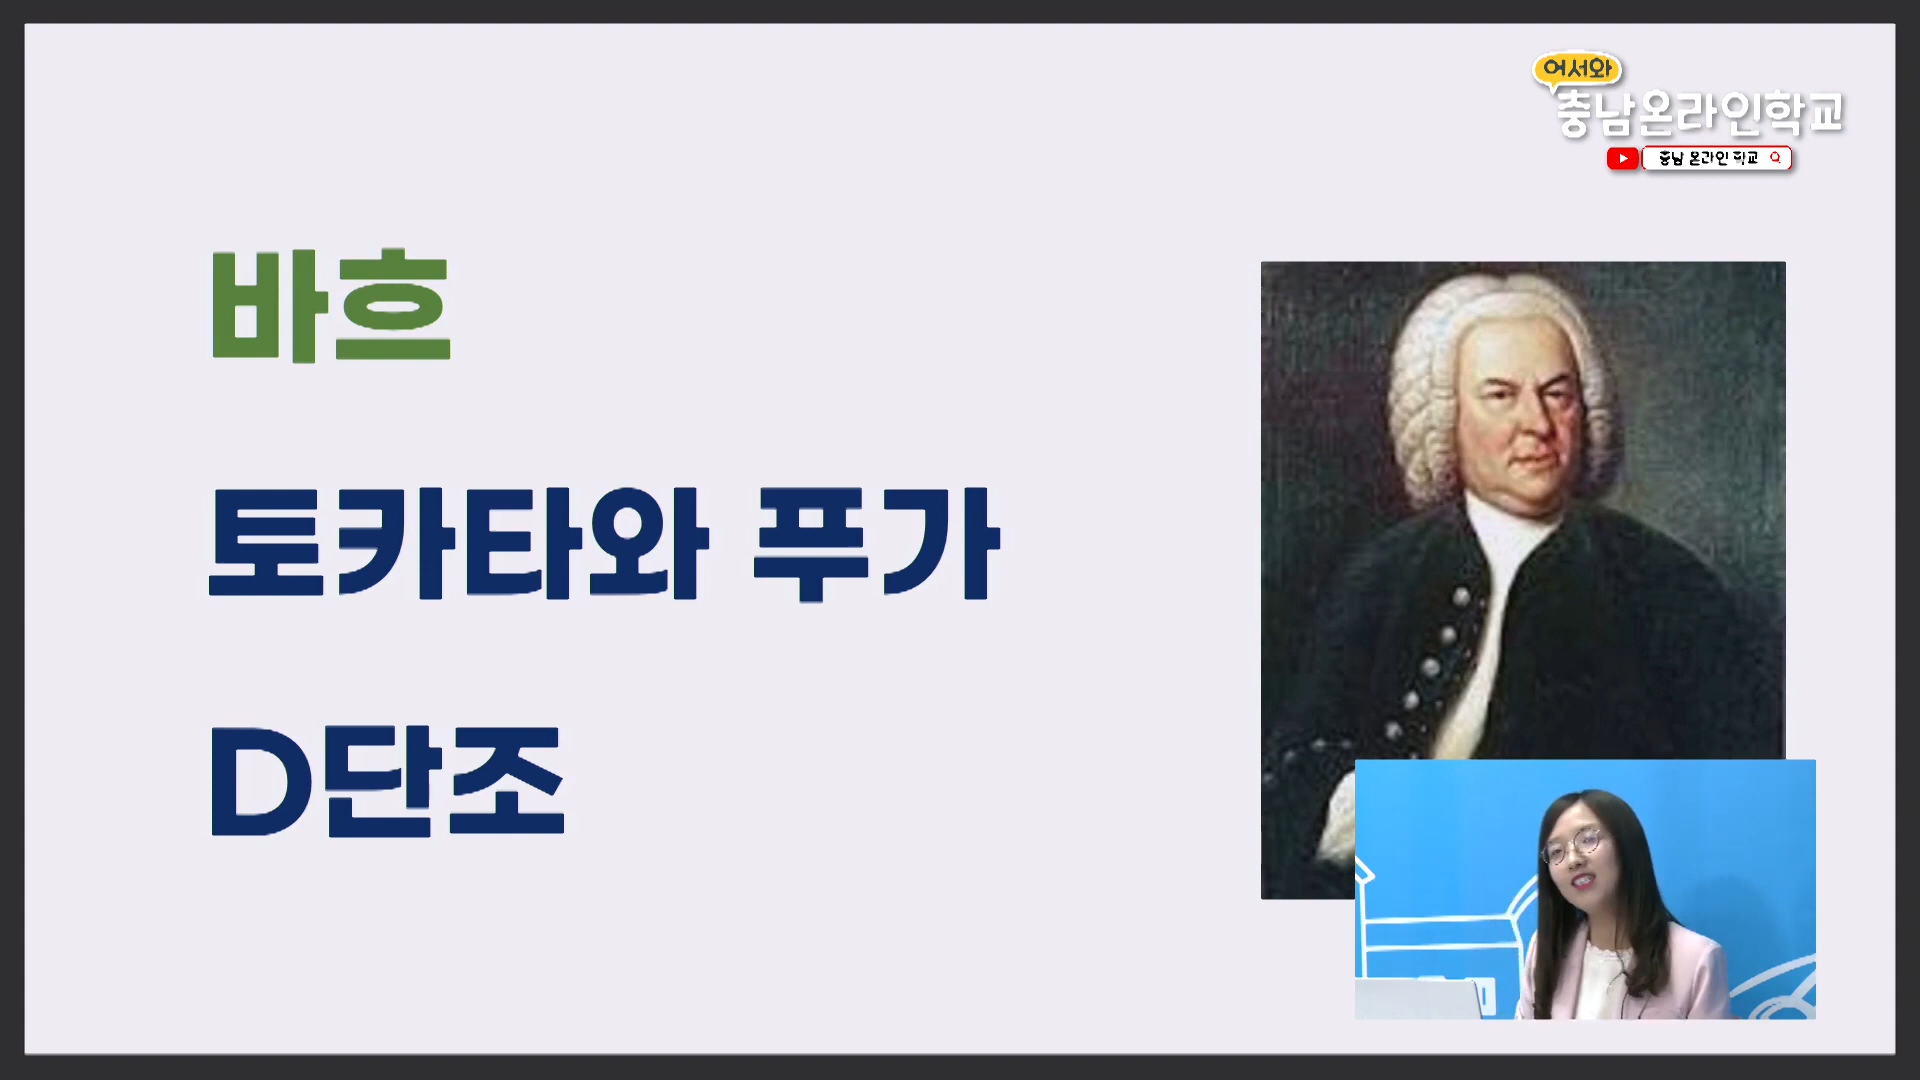 어서와
충남온라인학교
충남 온라인 학교
바흐
토카타와 푸가
D단조